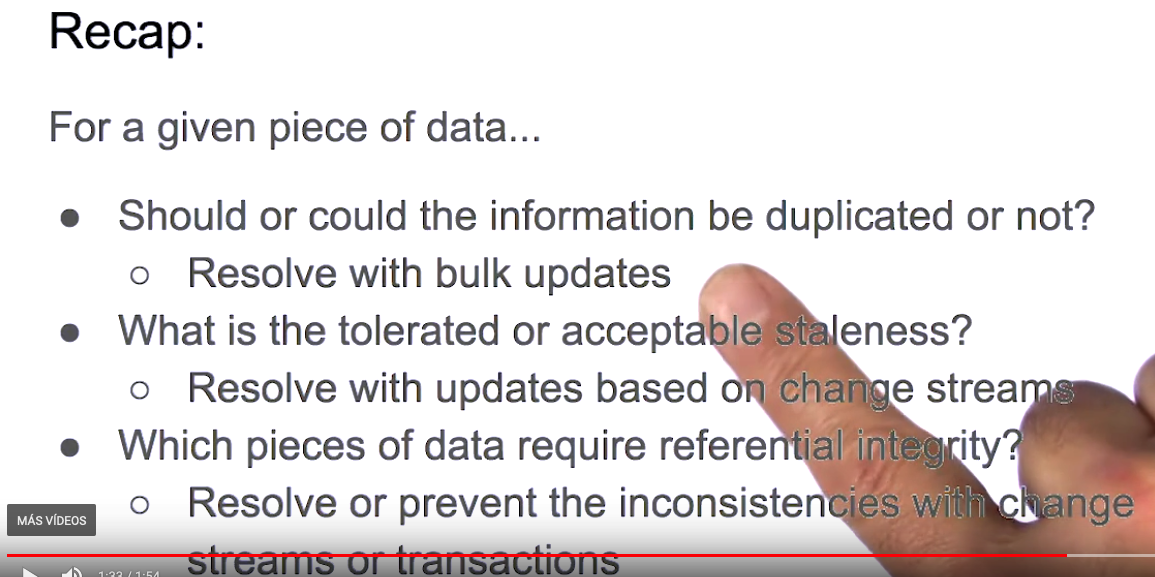 Recap:
For a given piece of data...
● Should or could the information be duplicated or not?
○ Resolve with bulk updates
● What is the tolerated or acceptable staleness?
○ Resolve with updates based on change streams
● Which pieces of data require referential integrity?
○ Resolve or prevent the inconsistencies with change
streams or transactions
MÁS VÍDEOS
1:33 / 1:54